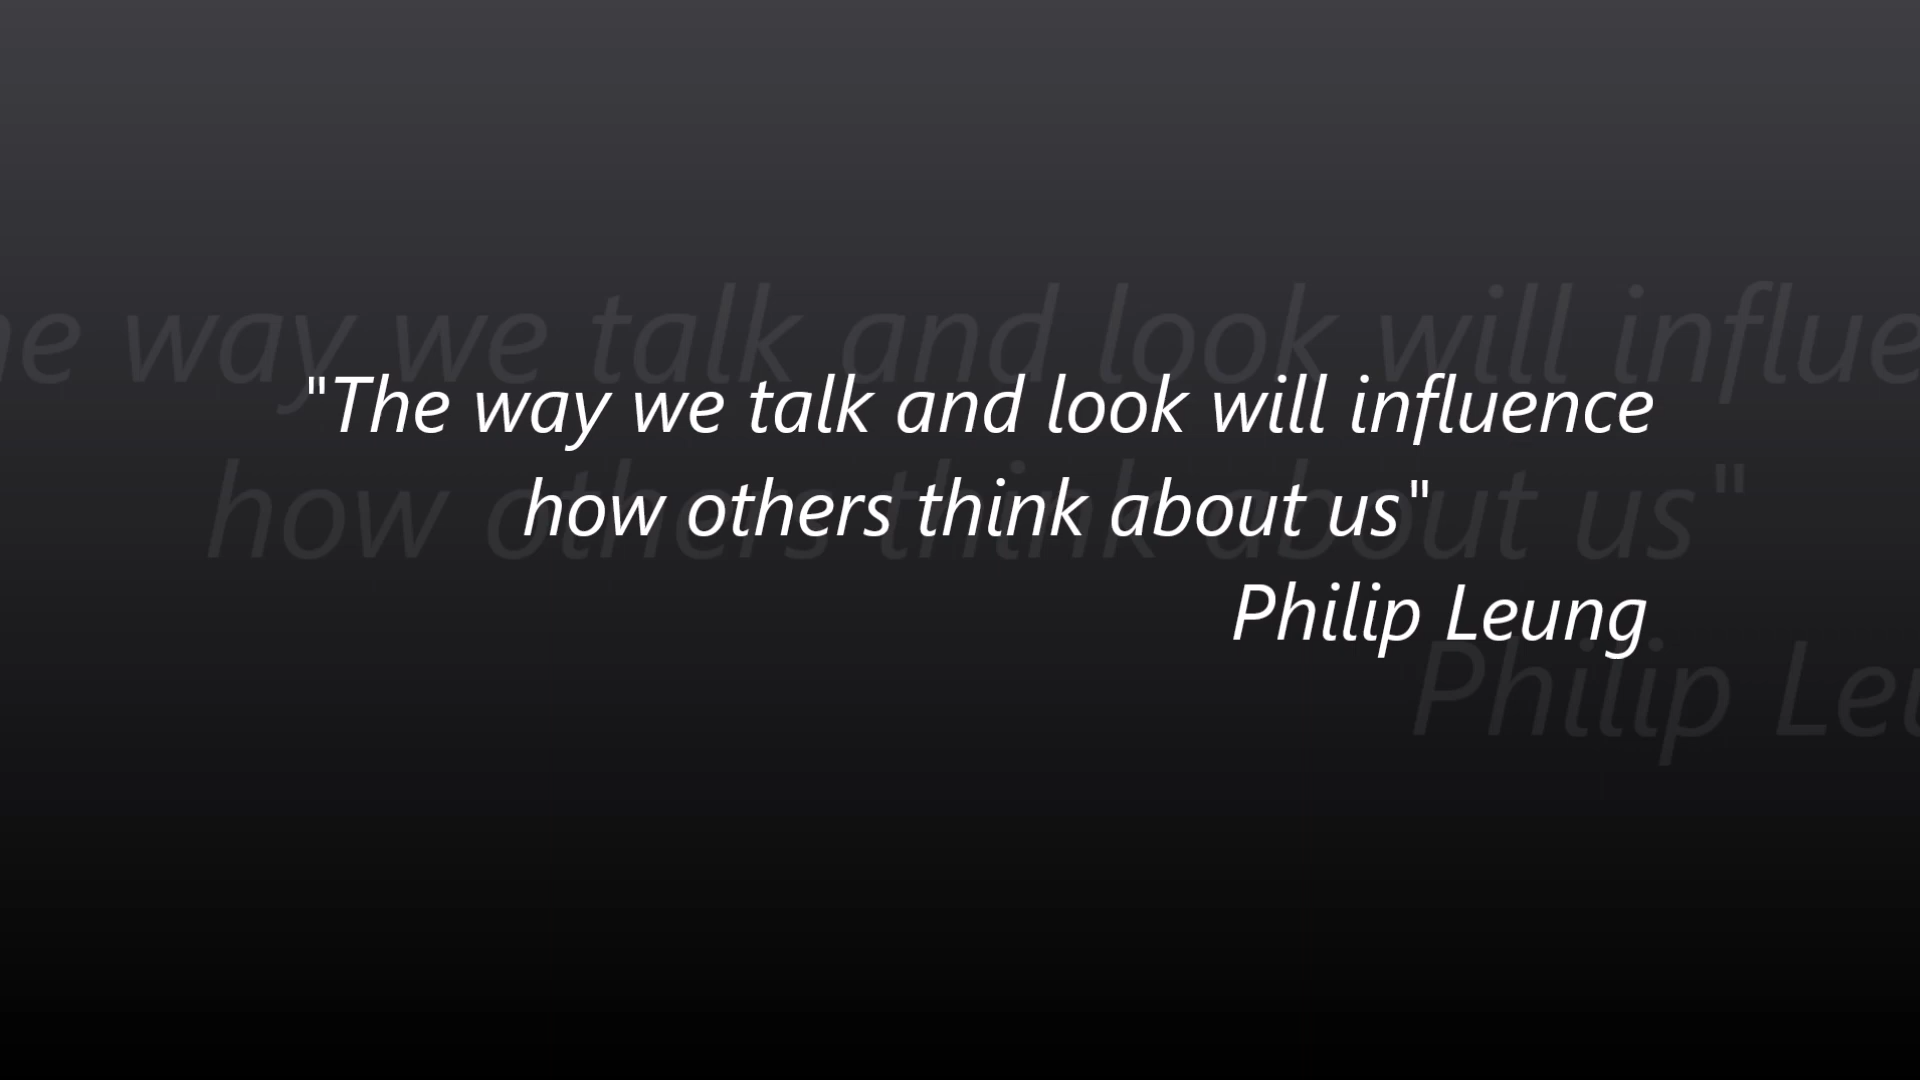 "The way we talk and look will influence
how others think about us"
Philip Leung